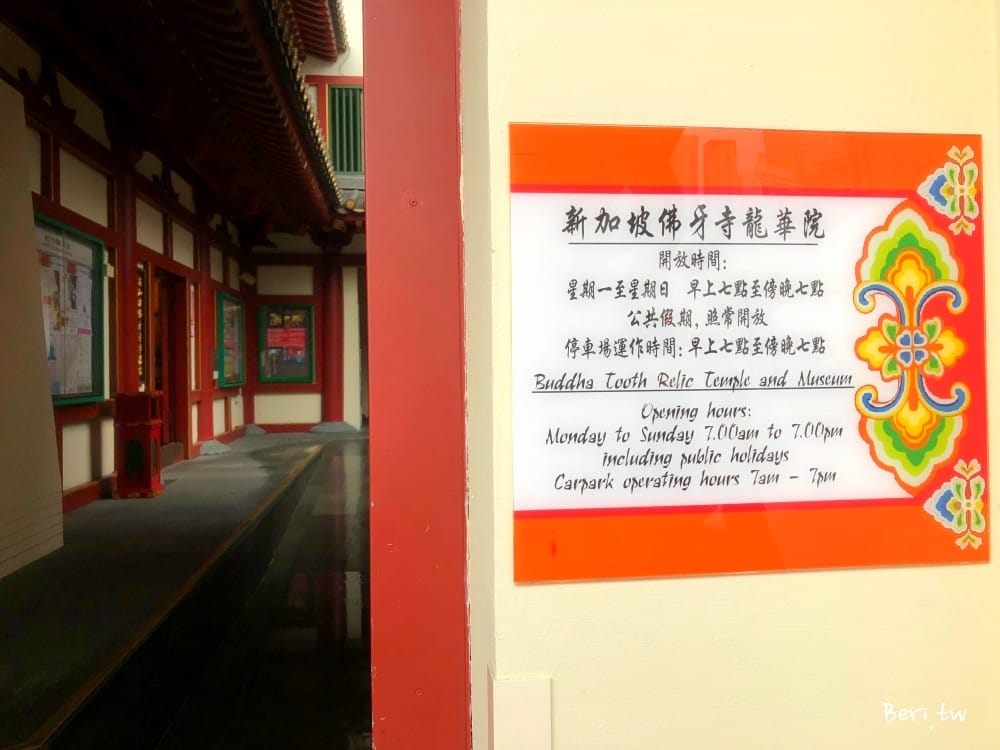 新加坡佛牙寺龍華院
開放時間:
星期一至星期日 早上七點至傍晚七點
公共假期, 照常開放
停車場運作時間: 早上七點至傍晚七點
Buddha Tooth Relic Temple and Museum
Opening hours:
Monday to Sunday 7.00am to 7.00pm
including public holidays
Carpark operating hours 7am - 7pm
Beri.tw